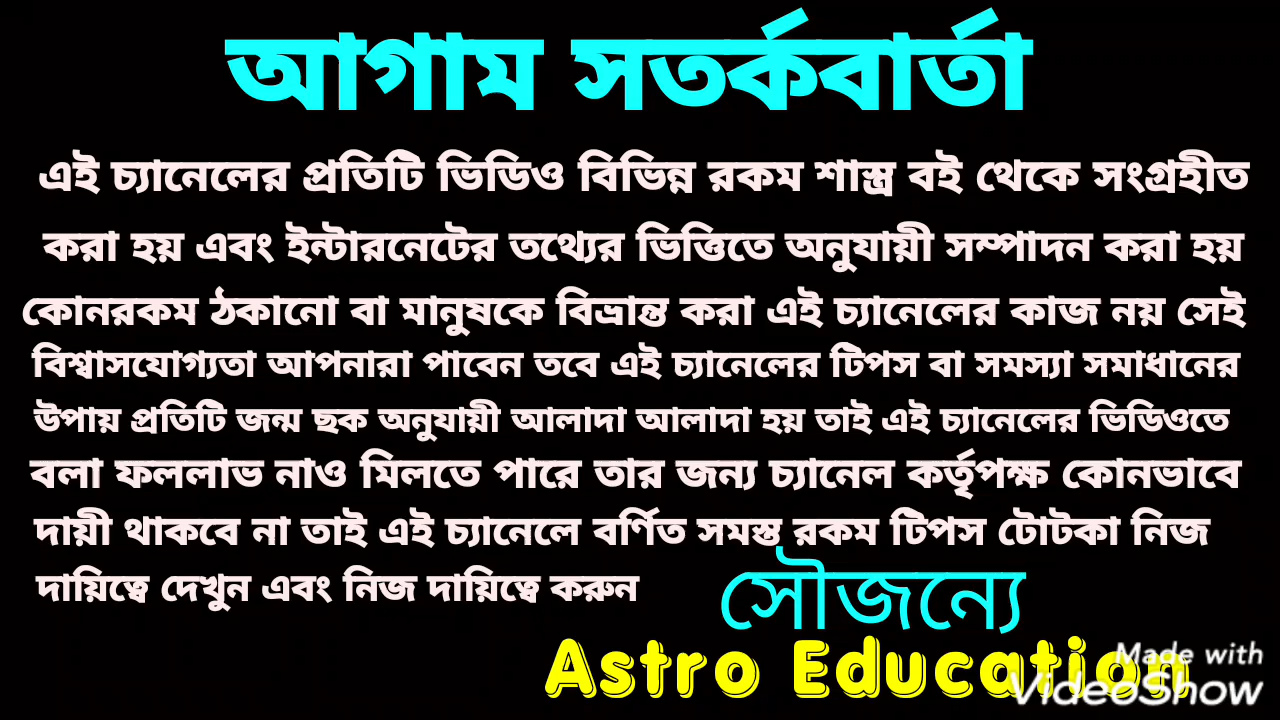 আগাম সতর্কবার্তা
এই চ্যানেলের প্রতিটি ভিডিও বিভিন্ন রকম শাস্ত্র বই থেকে সংগ্রহীত
করা হয় এবং ইন্টারনেটের তথ্যের ভিত্তিতে অনুযায়ী সম্পাদন করা হয়
কোনরকম ঠকানো বা মানুষকে বিভ্রান্ত করা এই চ্যানেলের কাজ নয় সেই
বিশ্বাসযোগ্যতা আপনারা পাবেন তবে এই চ্যানেলের টিপস বা সমস্যা সমাধানের
উপায় প্রতিটি জন্ম ছক অনুযায়ী আলাদা আলাদা হয় তাই এই চ্যানেলের ভিডিওতে
বলা ফললাভ নাও মিলতে পারে তার জন্য চ্যানেল কর্তৃপক্ষ কোনভাবে
দায়ী থাকবে না তাই এই চ্যানেলে বর্ণিত সমস্ত রকম টিপস টোটকা নিজ
দায়িত্বে দেখুন এবং নিজ দায়িত্বে করুন
সৌজন্যে
Astro Education
Made with
VideoShow